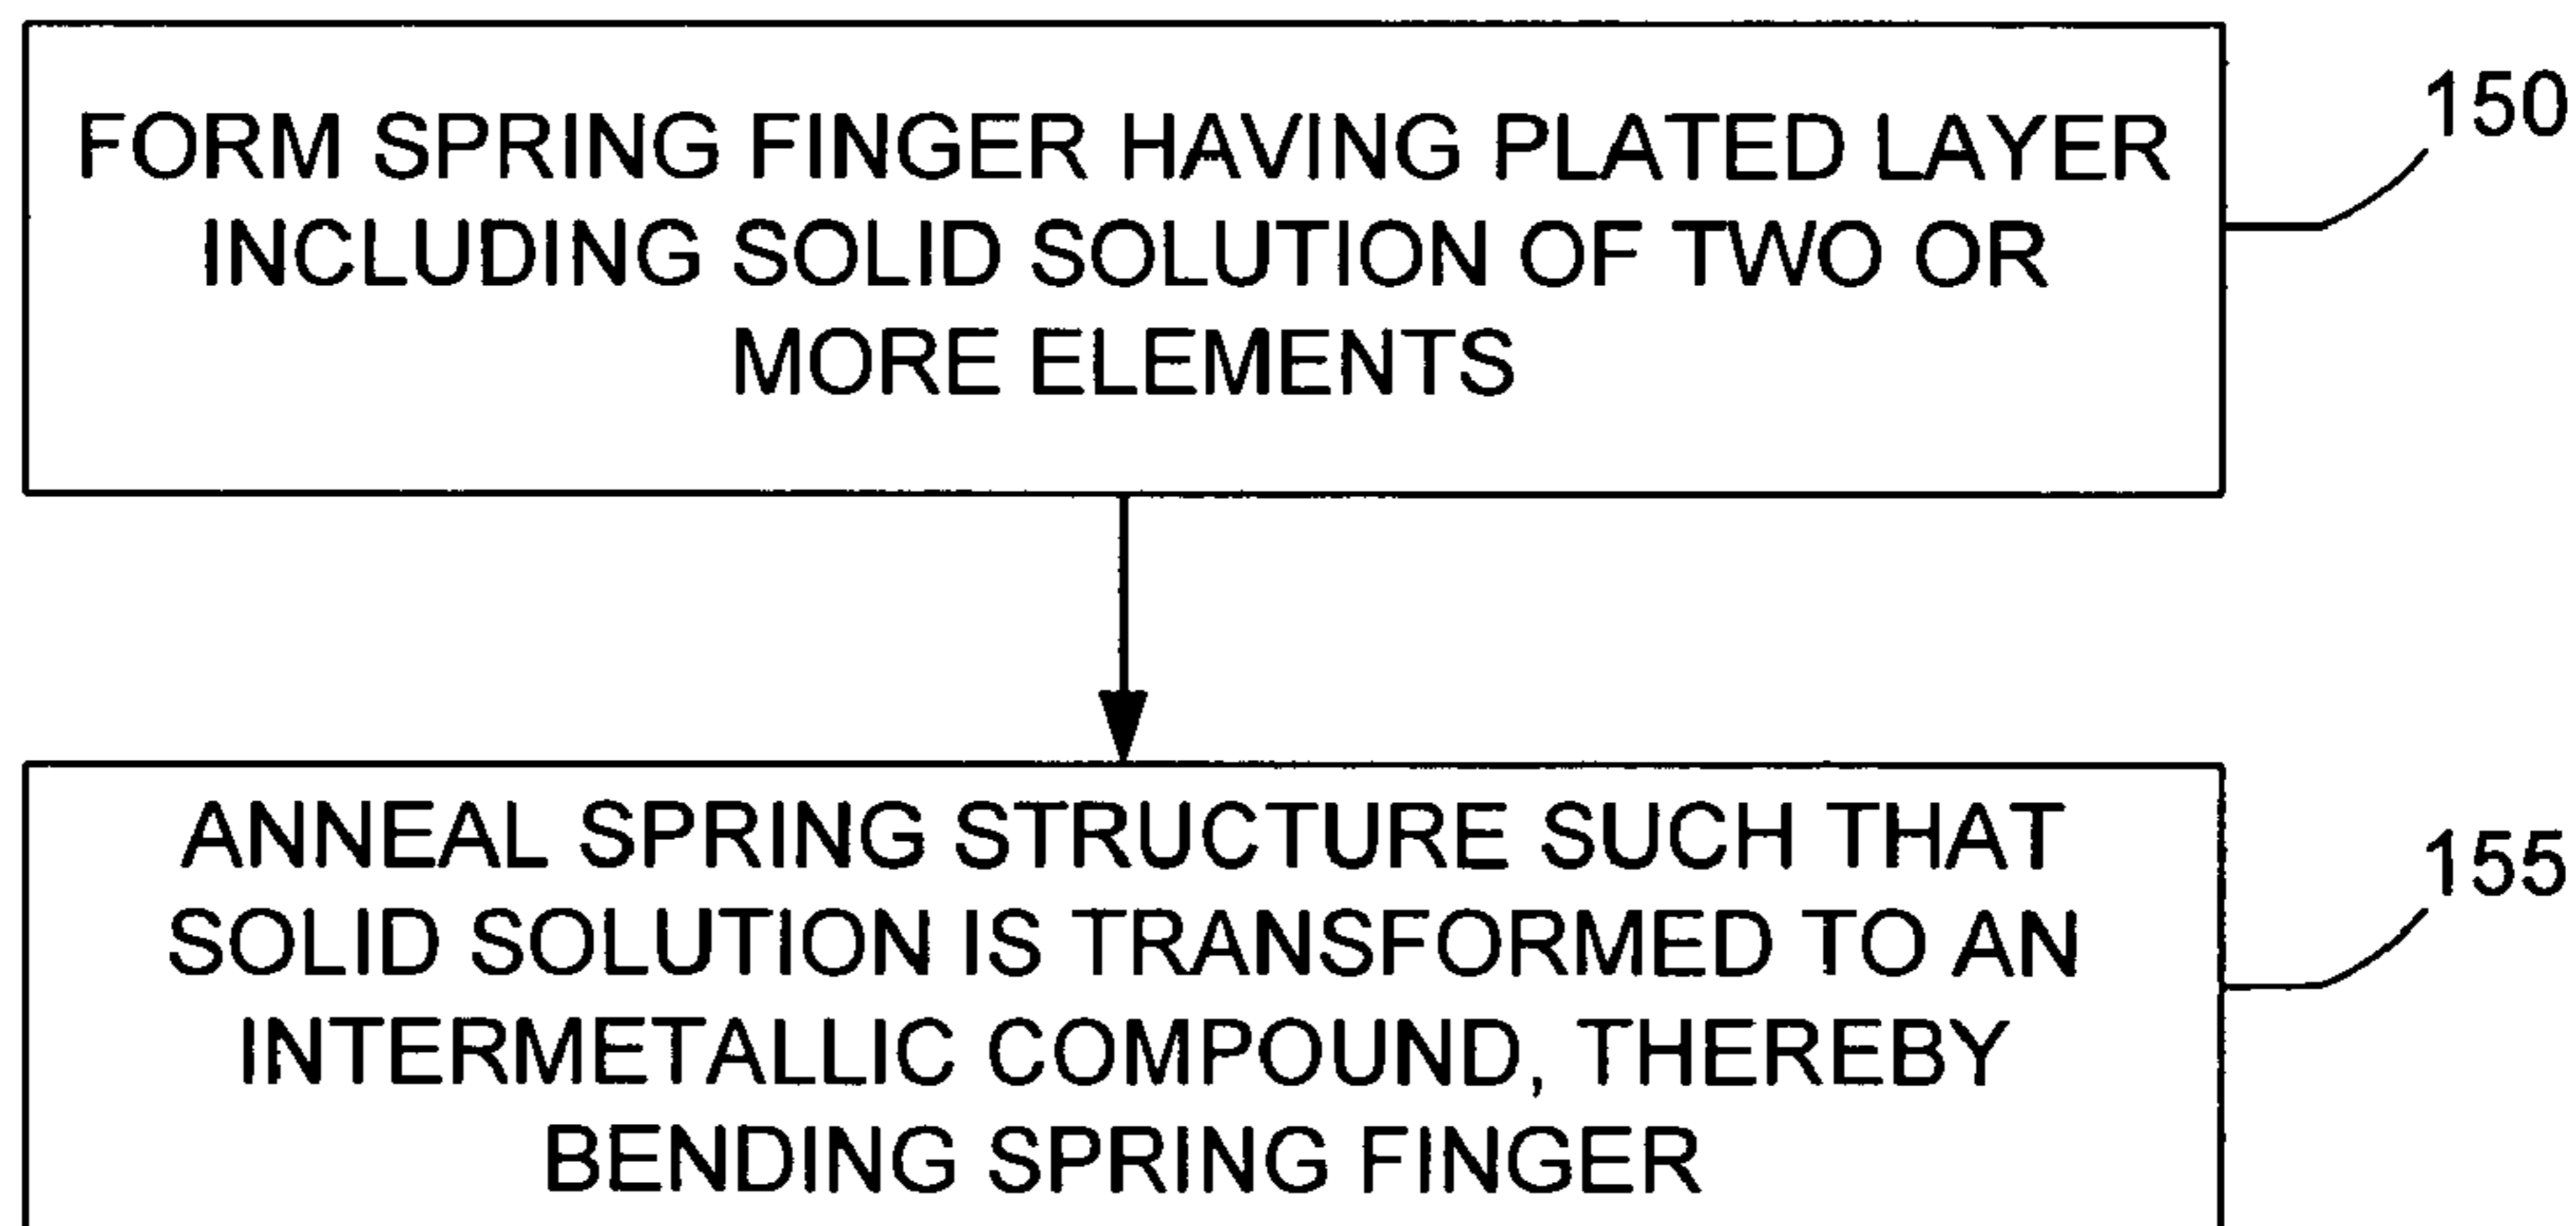 FORM SPRING FINGER HAVING PLATED LAYER
INCLUDING SOLID SOLUTION OF TWO OR
MORE ELEMENTS
150
ANNEAL SPRING STRUCTURE SUCH THAT
SOLID SOLUTION IS TRANSFORMED TO AN
INTERMETALLIC COMPOUND, THEREBY
BENDING SPRING FINGER
155